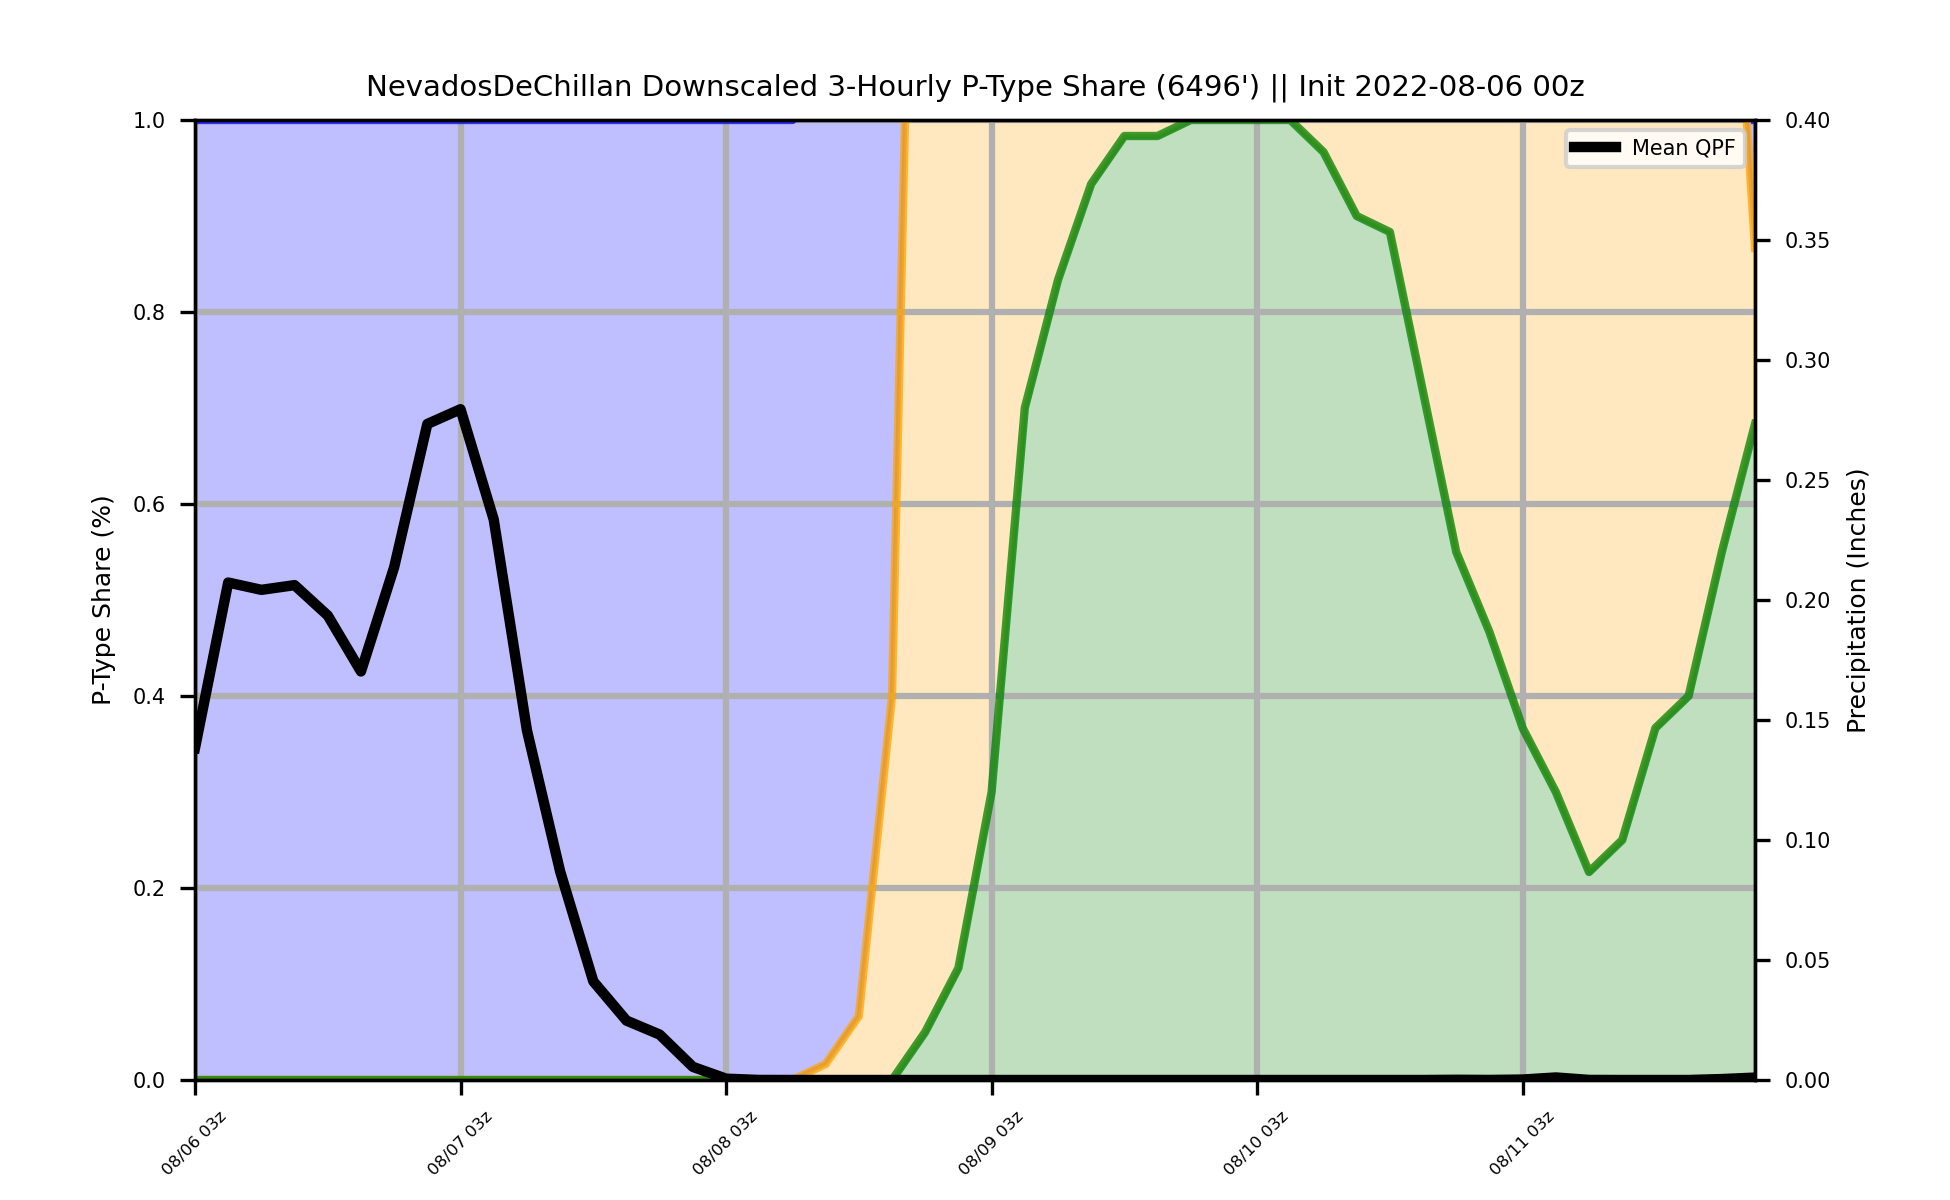 NevadosDeChillan Downscaled 3-Hourly P-Type Share (6496') || Init 2022-08-06 00z
1.0
0.8
0.6
0.4
0.2
0.0
P-Type Share (%)
Mean QPF
0.40
0.35
0.30
0.25
0.20
0.15
0.10
0.05
0.00
Precipitation (Inches)
08/06 03z
08/07 03z
08/08 03z
08/09 03z
08/10 03z
08/11 03z